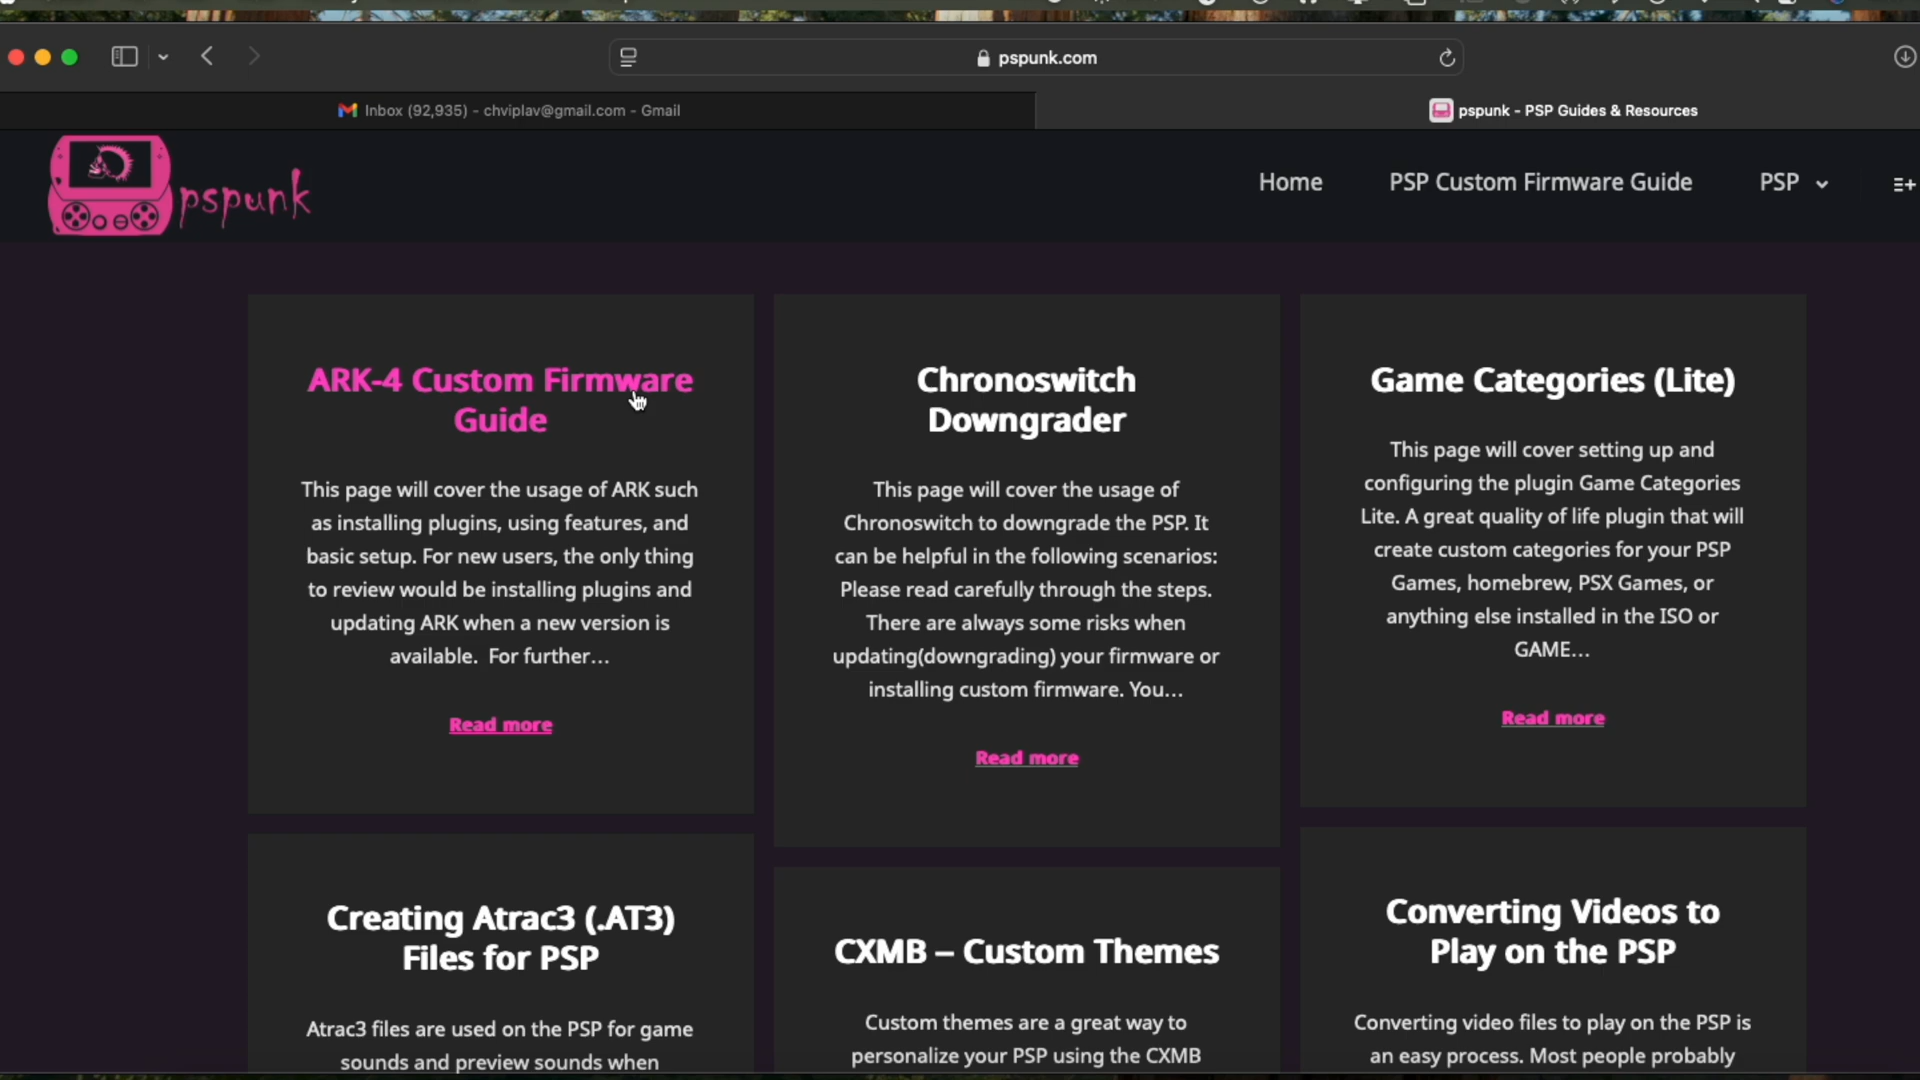 pspunk.com
Inbox (92,935) - chviplav@gmail.com - Gmail
pspunk - PSP Guides & Resources
pspunk
Home
PSP Custom Firmware Guide
PSP
ARK-4 Custom Firmware
Guide
This page will cover the usage of ARK such
as installing plugins, using features, and
basic setup. For new users, the only thing
to review would be installing plugins and
updating ARK when a new version is
available.  For further...
Read more
Chronoswitch
Downgrader
This page will cover the usage of
Chronoswitch to downgrade the PSP. It
can be helpful in the following scenarios:
Please read carefully through the steps.
There are always some risks when
updating(downgrading) your firmware or
installing custom firmware. You...
Read more
Game Categories (Lite)
This page will cover setting up and
configuring the plugin Game Categories
Lite. A great quality of life plugin that will
create custom categories for your PSP
Games, homebrew, PSX Games, or
anything else installed in the ISO or
GAME...
Read more
Creating Atrac3 (.AT3)
Files for PSP
Atrac3 files are used on the PSP for game
sounds and preview sounds when
CXMB – Custom Themes
Custom themes are a great way to
personalize your PSP using the CXMB
Converting Videos to
Play on the PSP
Converting video files to play on the PSP is
an easy process. Most people probably